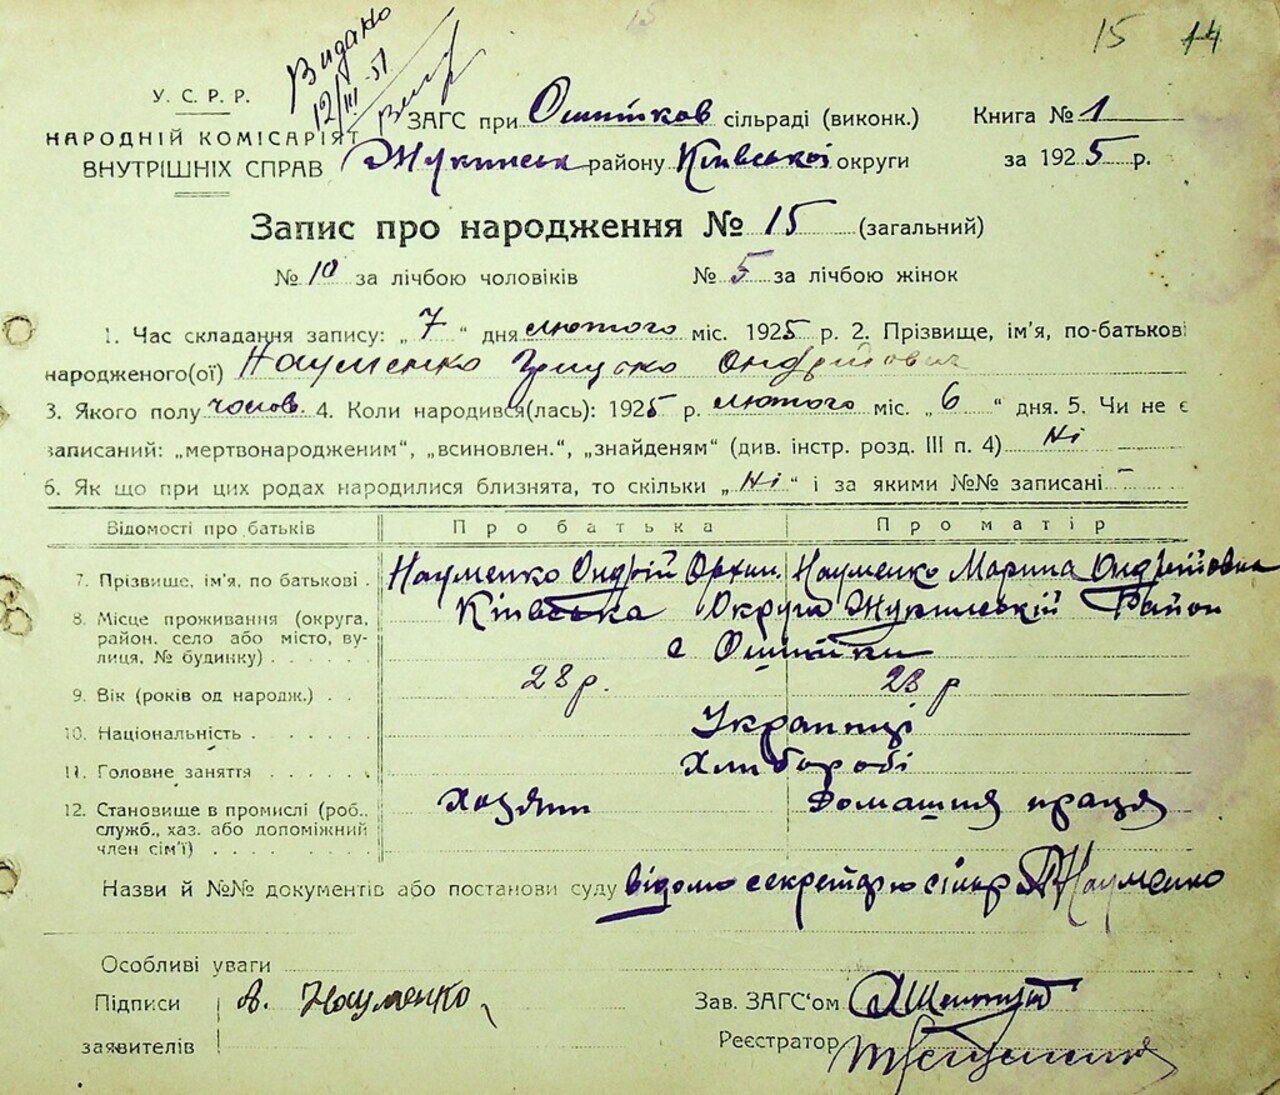 15
15 14
Видано
12/III-51
У. С. Р. Р.
НАРОДНІЙ КОМІСАРІЯТ
ВНУТРІШНІХ СПРАВ
ЗАГС при Ошитков сільраді (виконк.) Книга № 1
Жукинськ району Київської округи за 1925 р.
Запис про народження № 15 (загальний)
№ 10 за лічбою чоловіків № 5 за лічбою жінок
1. Час складання запису: „ 7 “ дня лютого міс. 1925 р. 2. Прізвище, ім'я, по-батькові
народженого(ої) Науменко Грицько Ондрійович
3. Якого полу чолов. 4. Коли народився(лась): 1925 р. лютого міс. „ 6 “ дня. 5. Чи не є
записаний: „мертвонародженим“, „всиновлен.“, „знайденям“ (див. інстр. розд. III п. 4) Ні
6. Як що при цих родах народилися близнята, то скільки „ Ні “ і за якими №№ записані -
Відомості про батьків Про батька Про матір
7. Прізвище, ім'я, по батькові . Науменко Ондрій Орхип. Науменко Марина Ондрійовна
8. Місце проживання (округа, район, село або місто, вулиця, № будинку) Київська Округа Жукинській Район
с Ошитки
9. Вік (років од народж.) . . 28 р. 28 р
10. Національність Українці
11. Головне заняття Хлибороби
12. Становище в промислі (роб., служб., хаз. або допоміжний член сім'ї) Хозяїн Домашня праця
Назви й №№ документів або постанови суду відомо секретарю сільр Науменко
Особливі уваги
Підписи А. Науменко Зав. ЗАГС'ом
заявителів Реєстратор